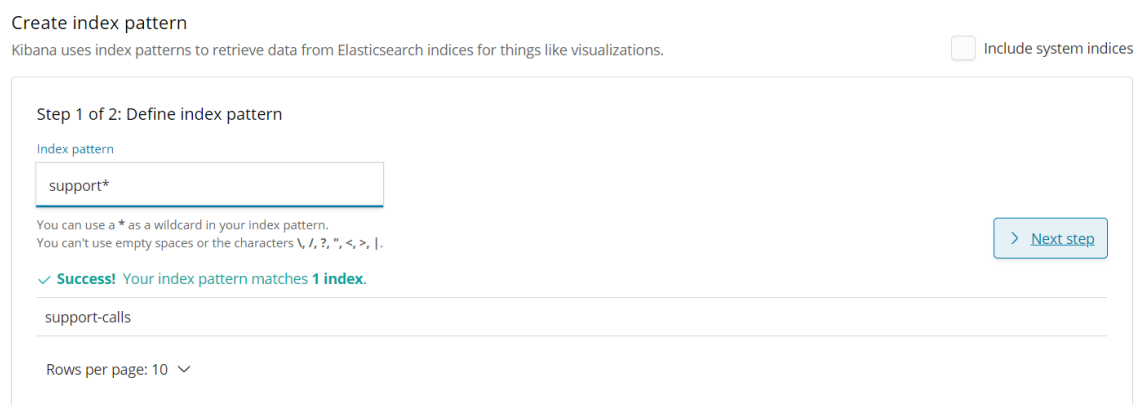 Create index pattern
Kibana uses index patterns to retrieve data from Elasticsearch indices for things like visualizations.
Include system indices
Step 1 of 2: Define index pattern
Index pattern
support*
You can use a * as a wildcard in your index pattern.
You can't use empty spaces or the characters \, /, ?, ", <, >, |.
Next step
Success! Your index pattern matches 1 index.
support-calls
Rows per page: 10